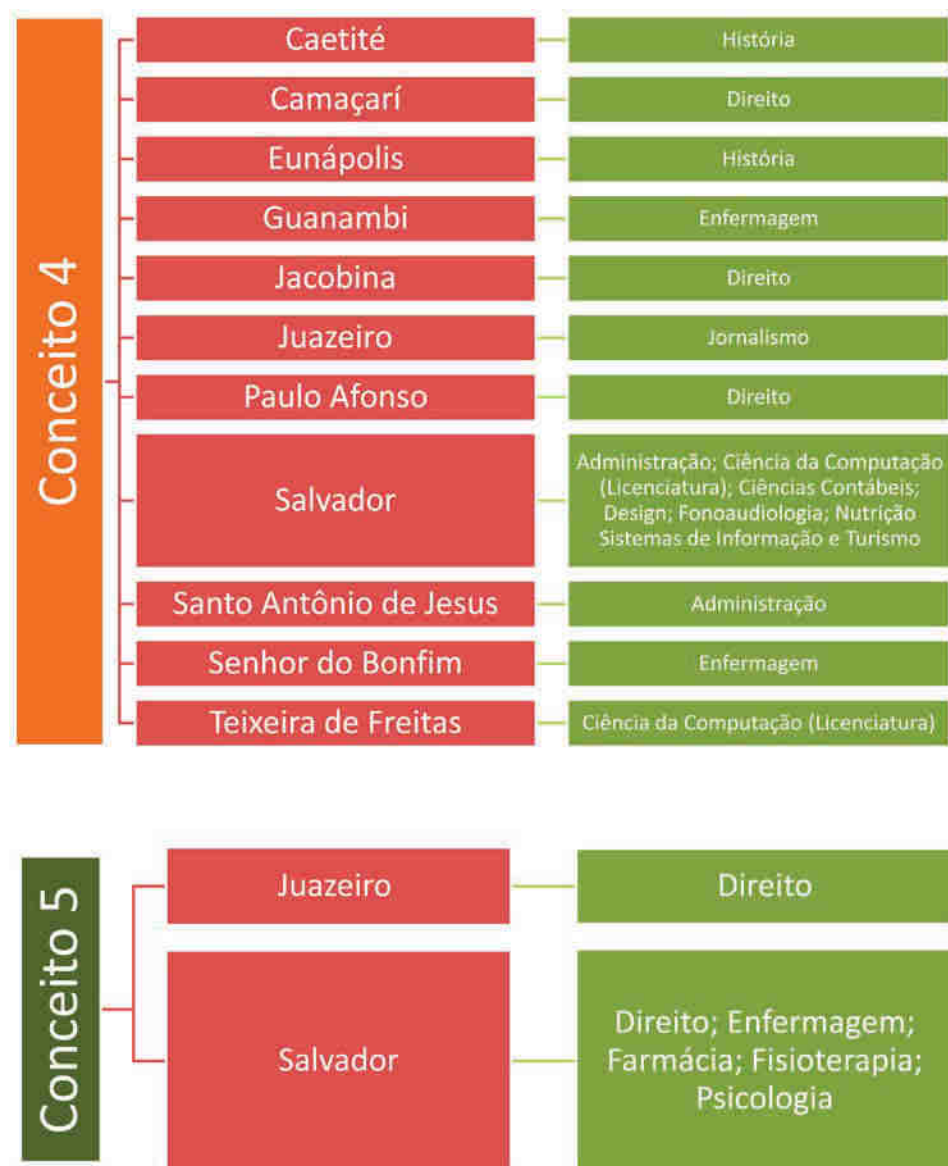 Conceito 4
Caetité
História
Camaçarí
Direito
Eunápolis
História
Guanambi
Enfermagem
Jacobina
Direito
Juazeiro
Jornalismo
Paulo Afonso
Direito
Salvador
Administração; Ciência da Computação
(Licenciatura); Ciências Contábeis;
Design; Fonoaudiologia; Nutrição
Sistemas de Informação e Turismo
Santo Antônio de Jesus
Administração
Senhor do Bonfim
Enfermagem
Teixeira de Freitas
Ciência da Computação (Licenciatura)
Conceito 5
Juazeiro
Direito
Salvador
Direito; Enfermagem;
Farmácia; Fisioterapia;
Psicologia